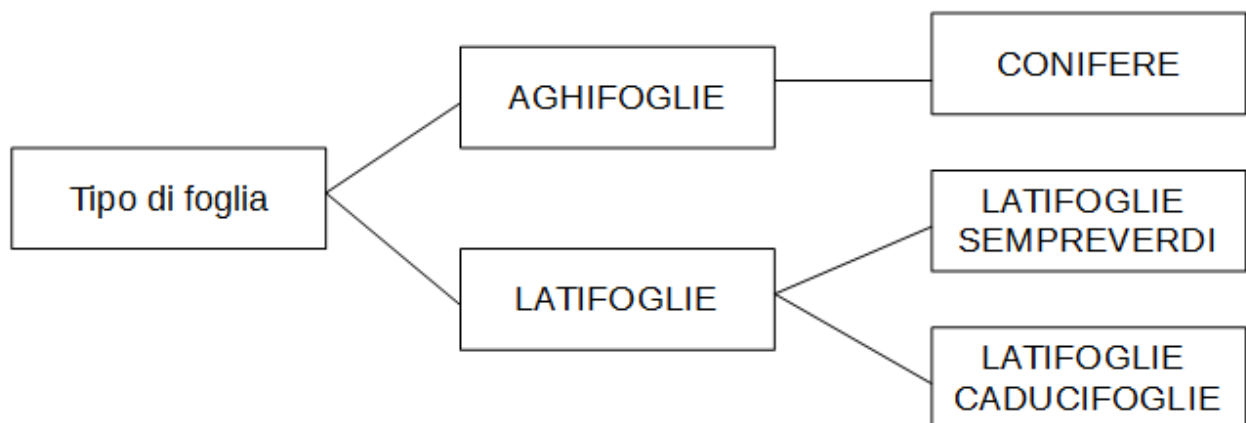 Tipo di foglia
AGHIFOGLIE
LATIFOGLIE
CONIFERE
LATIFOGLIE
SEMPREVERDI
LATIFOGLIE
CADUCIFOGLIE